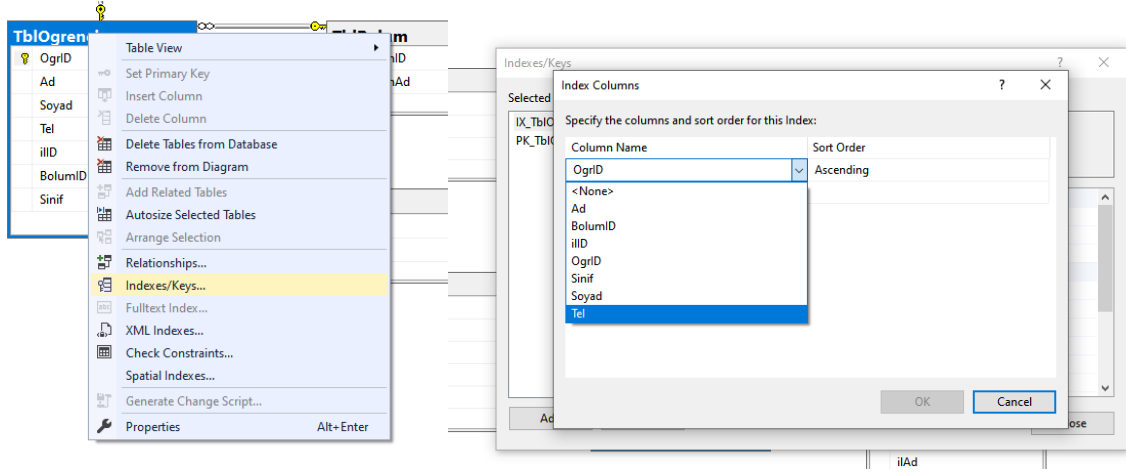 TblOgrenci
OgrID
Ad
Soyad
Tel
ilID
BolumID
Sinif
Table View
Set Primary Key
Insert Column
Delete Column
Delete Tables from Database
Remove from Diagram
Add Related Tables
Autosize Selected Tables
Arrange Selection
Relationships...
Indexes/Keys...
Fulltext Index...
XML Indexes...
Check Constraints...
Spatial Indexes...
Generate Change Script...
Properties Alt+Enter
Indexes/Keys ?
Selected
IX_TblO
PK_Tbl
Index Columns ?
Specify the columns and sort order for this Index:
Column Name Sort Order
OgrID Ascending
<None>
Ad
BolumID
ilID
OgrID
Sinif
Soyad
Tel
OK Cancel
Ad
ose
ilAd